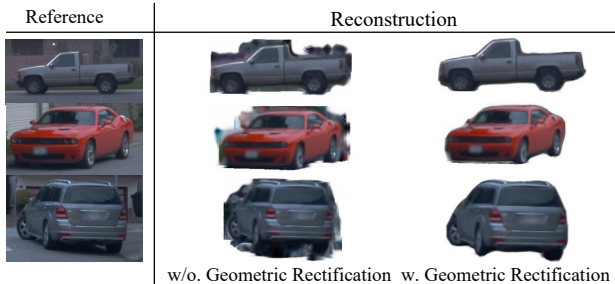 Reference
Reconstruction
w/o. Geometric Rectification w. Geometric Rectification